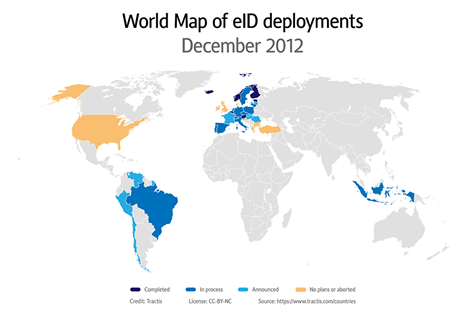 World Map of eID deployments
December 2012
Completed In process Announced No plans or aborted
Credit: Tractis License: CC-BY-NC Source: https://www.tractis.com/countries